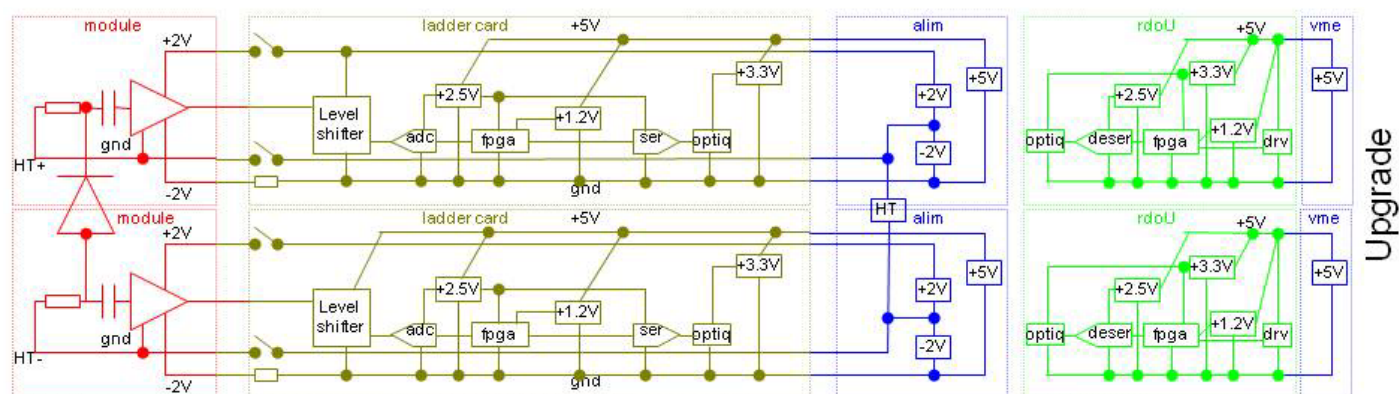 module ladder card +5V alim rdoU +5V vme
+2V
+3.3V +3.3V +5V
+5V
+2.5V +2V +2.5V
Level shifter +1.2V +1.2V
adc fpga ser optiq optiq deser fpga drv
gnd -2V
HT+
-2V gnd
HT
module ladder card +5V alim rdoU +5V vme
+2V
+3.3V +3.3V +5V
+5V
+2.5V +2V +2.5V
Level shifter +1.2V +1.2V
adc fpga ser optiq optiq deser fpga drv
gnd -2V
HT-
-2V gnd
Upgrade